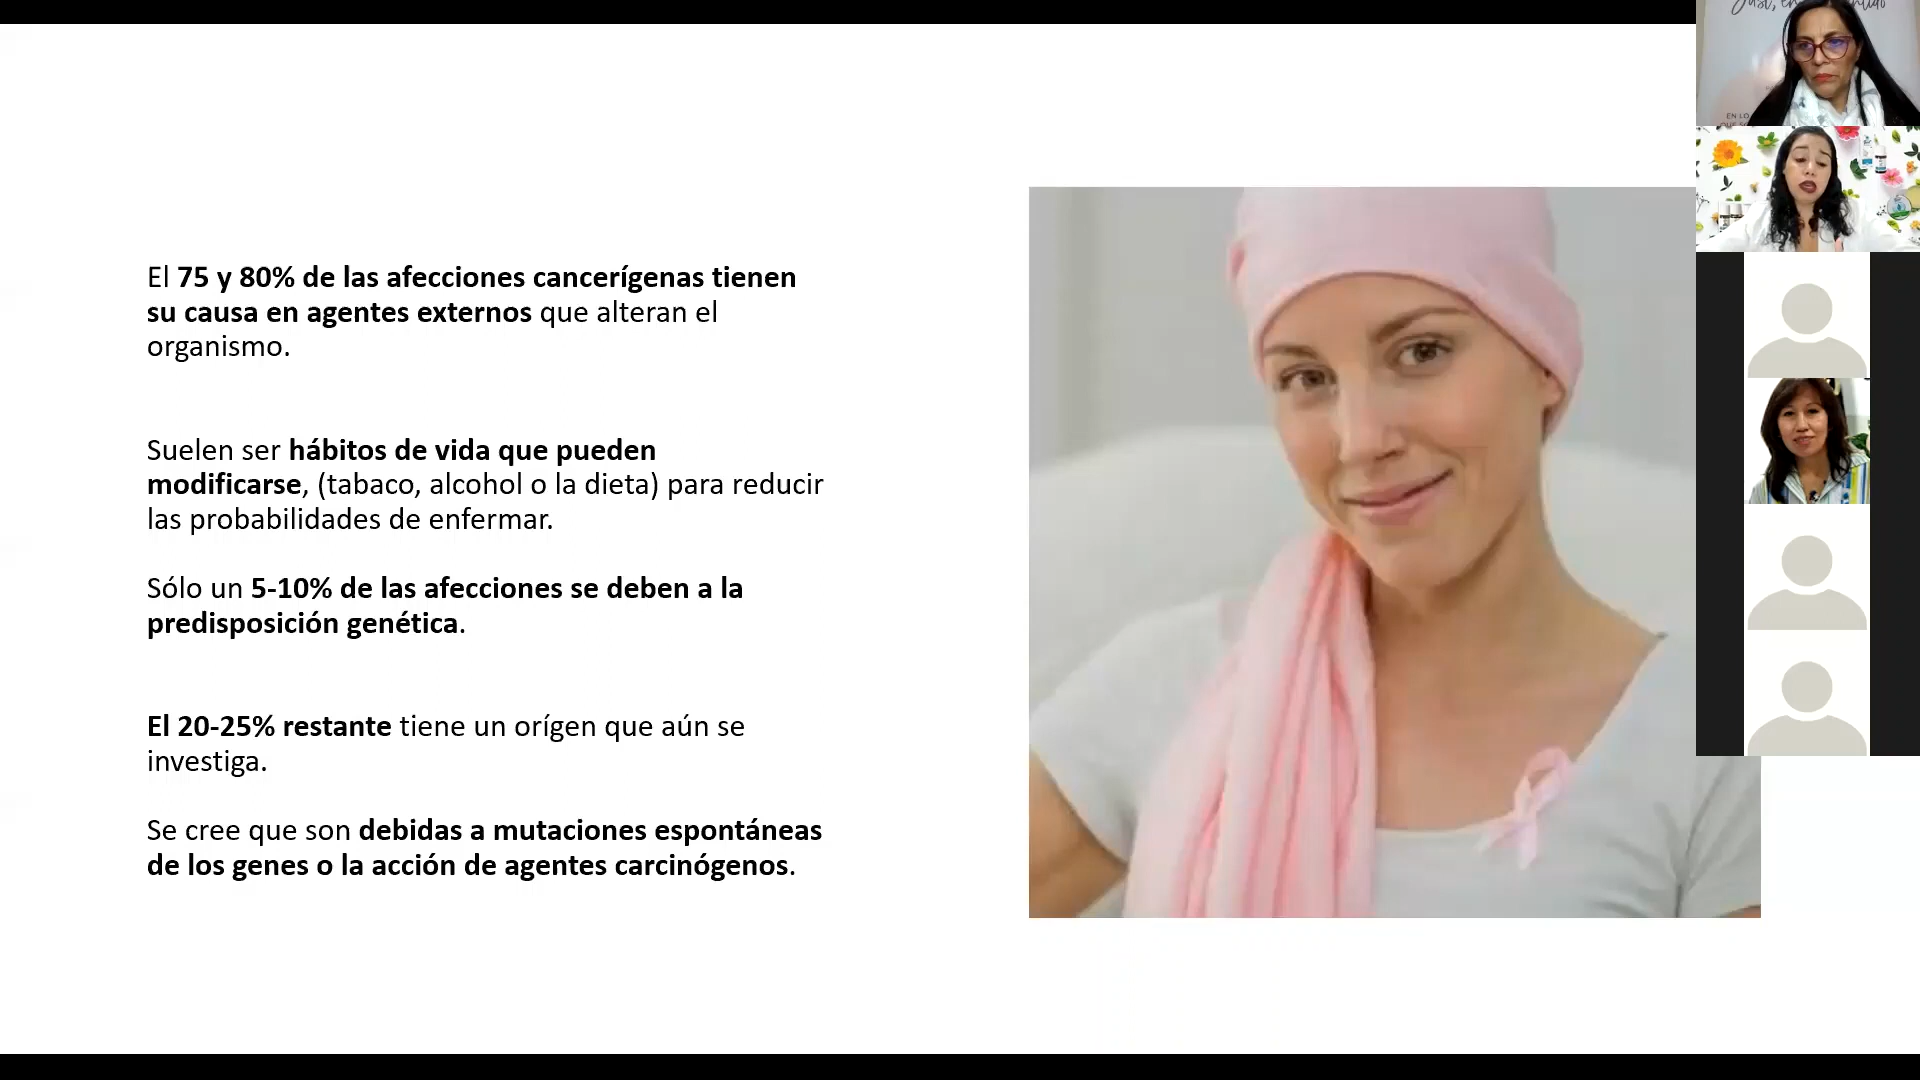 El 75 y 80% de las afecciones cancerígenas tienen
su causa en agentes externos que alteran el
organismo.
Suelen ser hábitos de vida que pueden
modificarse, (tabaco, alcohol o la dieta) para reducir
las probabilidades de enfermar.
Sólo un 5-10% de las afecciones se deben a la
predisposición genética.
El 20-25% restante tiene un orígen que aún se
investiga.
Se cree que son debidas a mutaciones espontáneas
de los genes o la acción de agentes carcinógenos.
EN LO